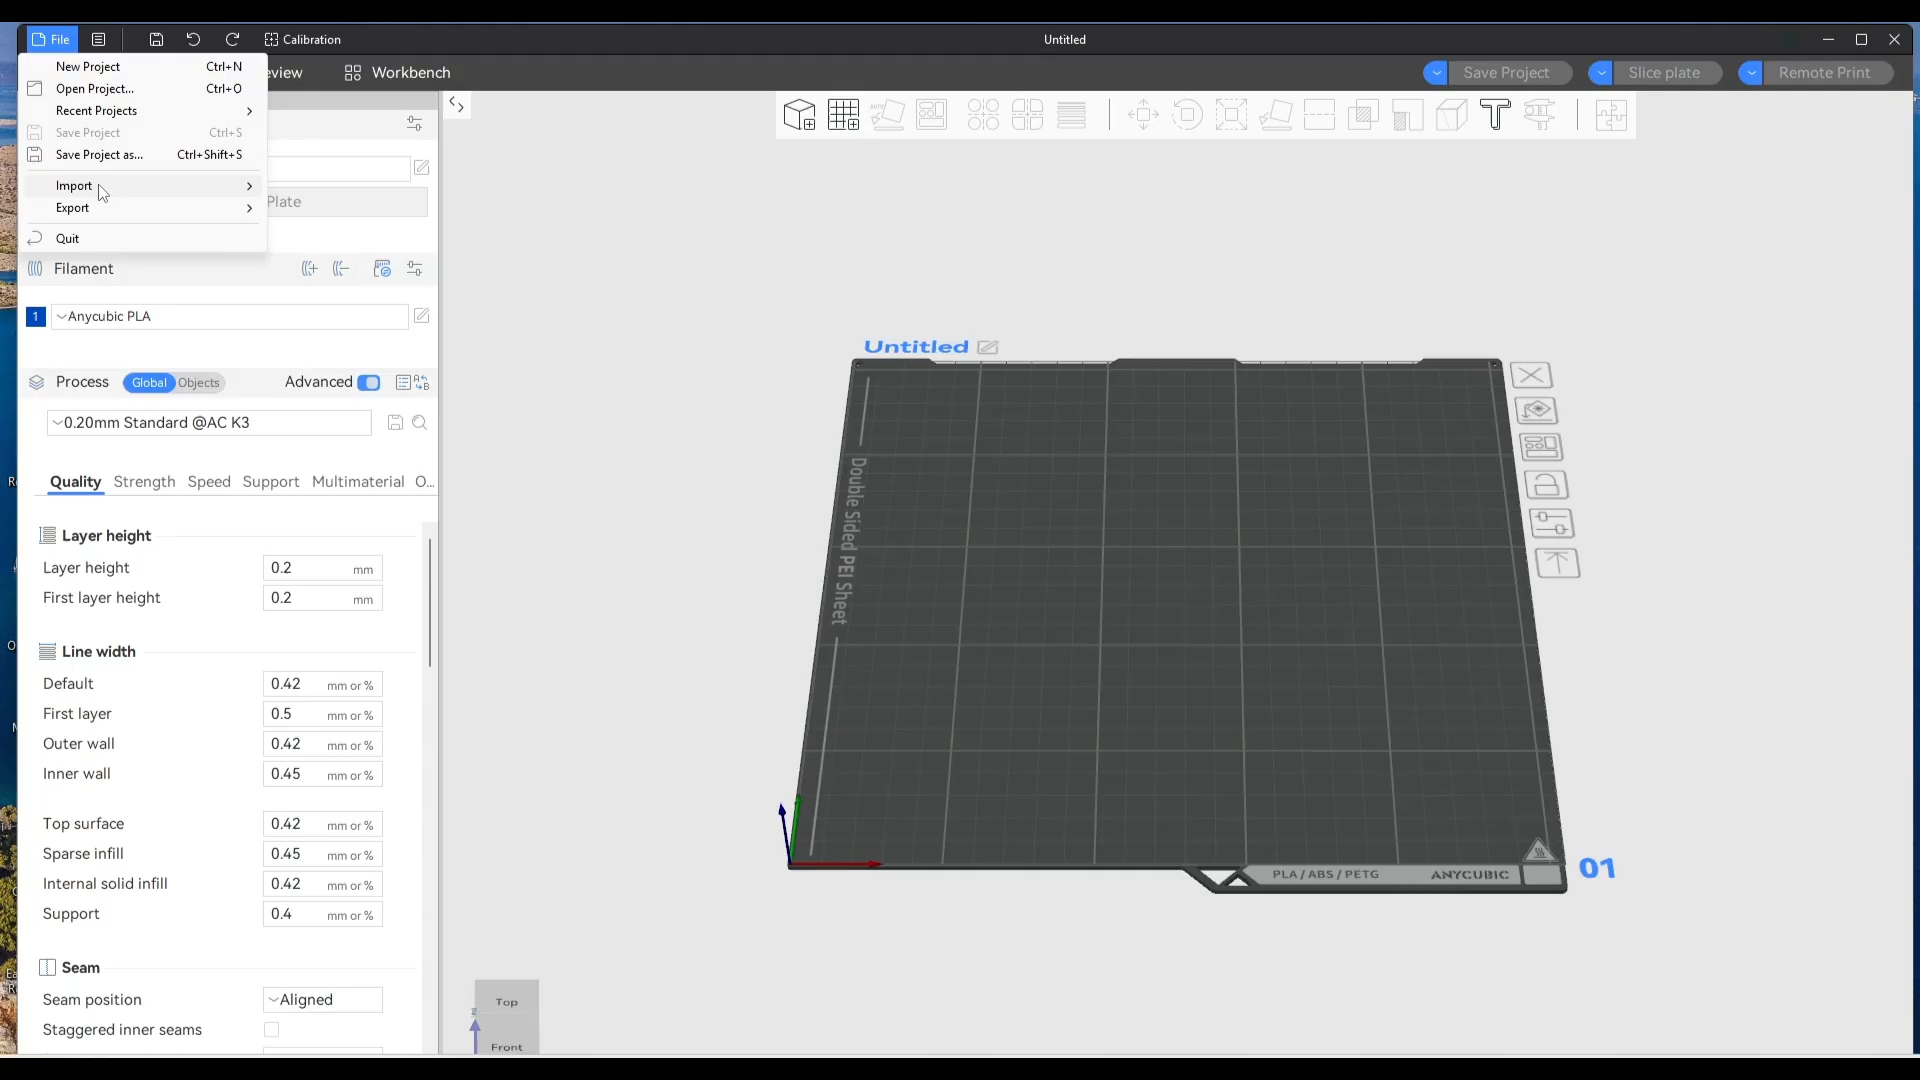 File
Calibration
Untitled
New Project Ctrl+N
Open Project... Ctrl+O
Recent Projects
Save Project Ctrl+S
Save Project as... Ctrl+Shift+S
Import
Export
Quit
eview
Workbench
Save Project
Slice plate
Remote Print
Plate
Filament
1 Anycubic PLA
Process Global Objects Advanced
0.20mm Standard @AC K3
Quality Strength Speed Support Multimaterial O...
Layer height
Layer height 0.2 mm
First layer height 0.2 mm
Line width
Default 0.42 mm or %
First layer 0.5 mm or %
Outer wall 0.42 mm or %
Inner wall 0.45 mm or %
Top surface 0.42 mm or %
Sparse infill 0.45 mm or %
Internal solid infill 0.42 mm or %
Support 0.4 mm or %
Seam
Seam position Aligned
Staggered inner seams
Untitled
Double Sided PEI Sheet
PLA / ABS / PETG ANYCUBIC
01
Top
Z
Front